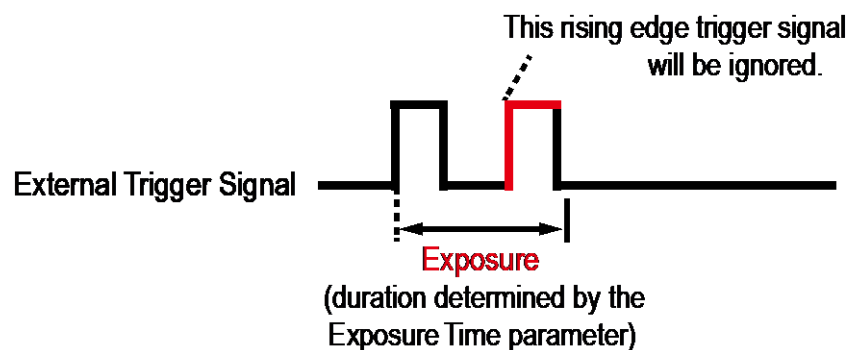 This rising edge trigger signal
will be ignored.
External Trigger Signal
Exposure
(duration determined by the
Exposure Time parameter)